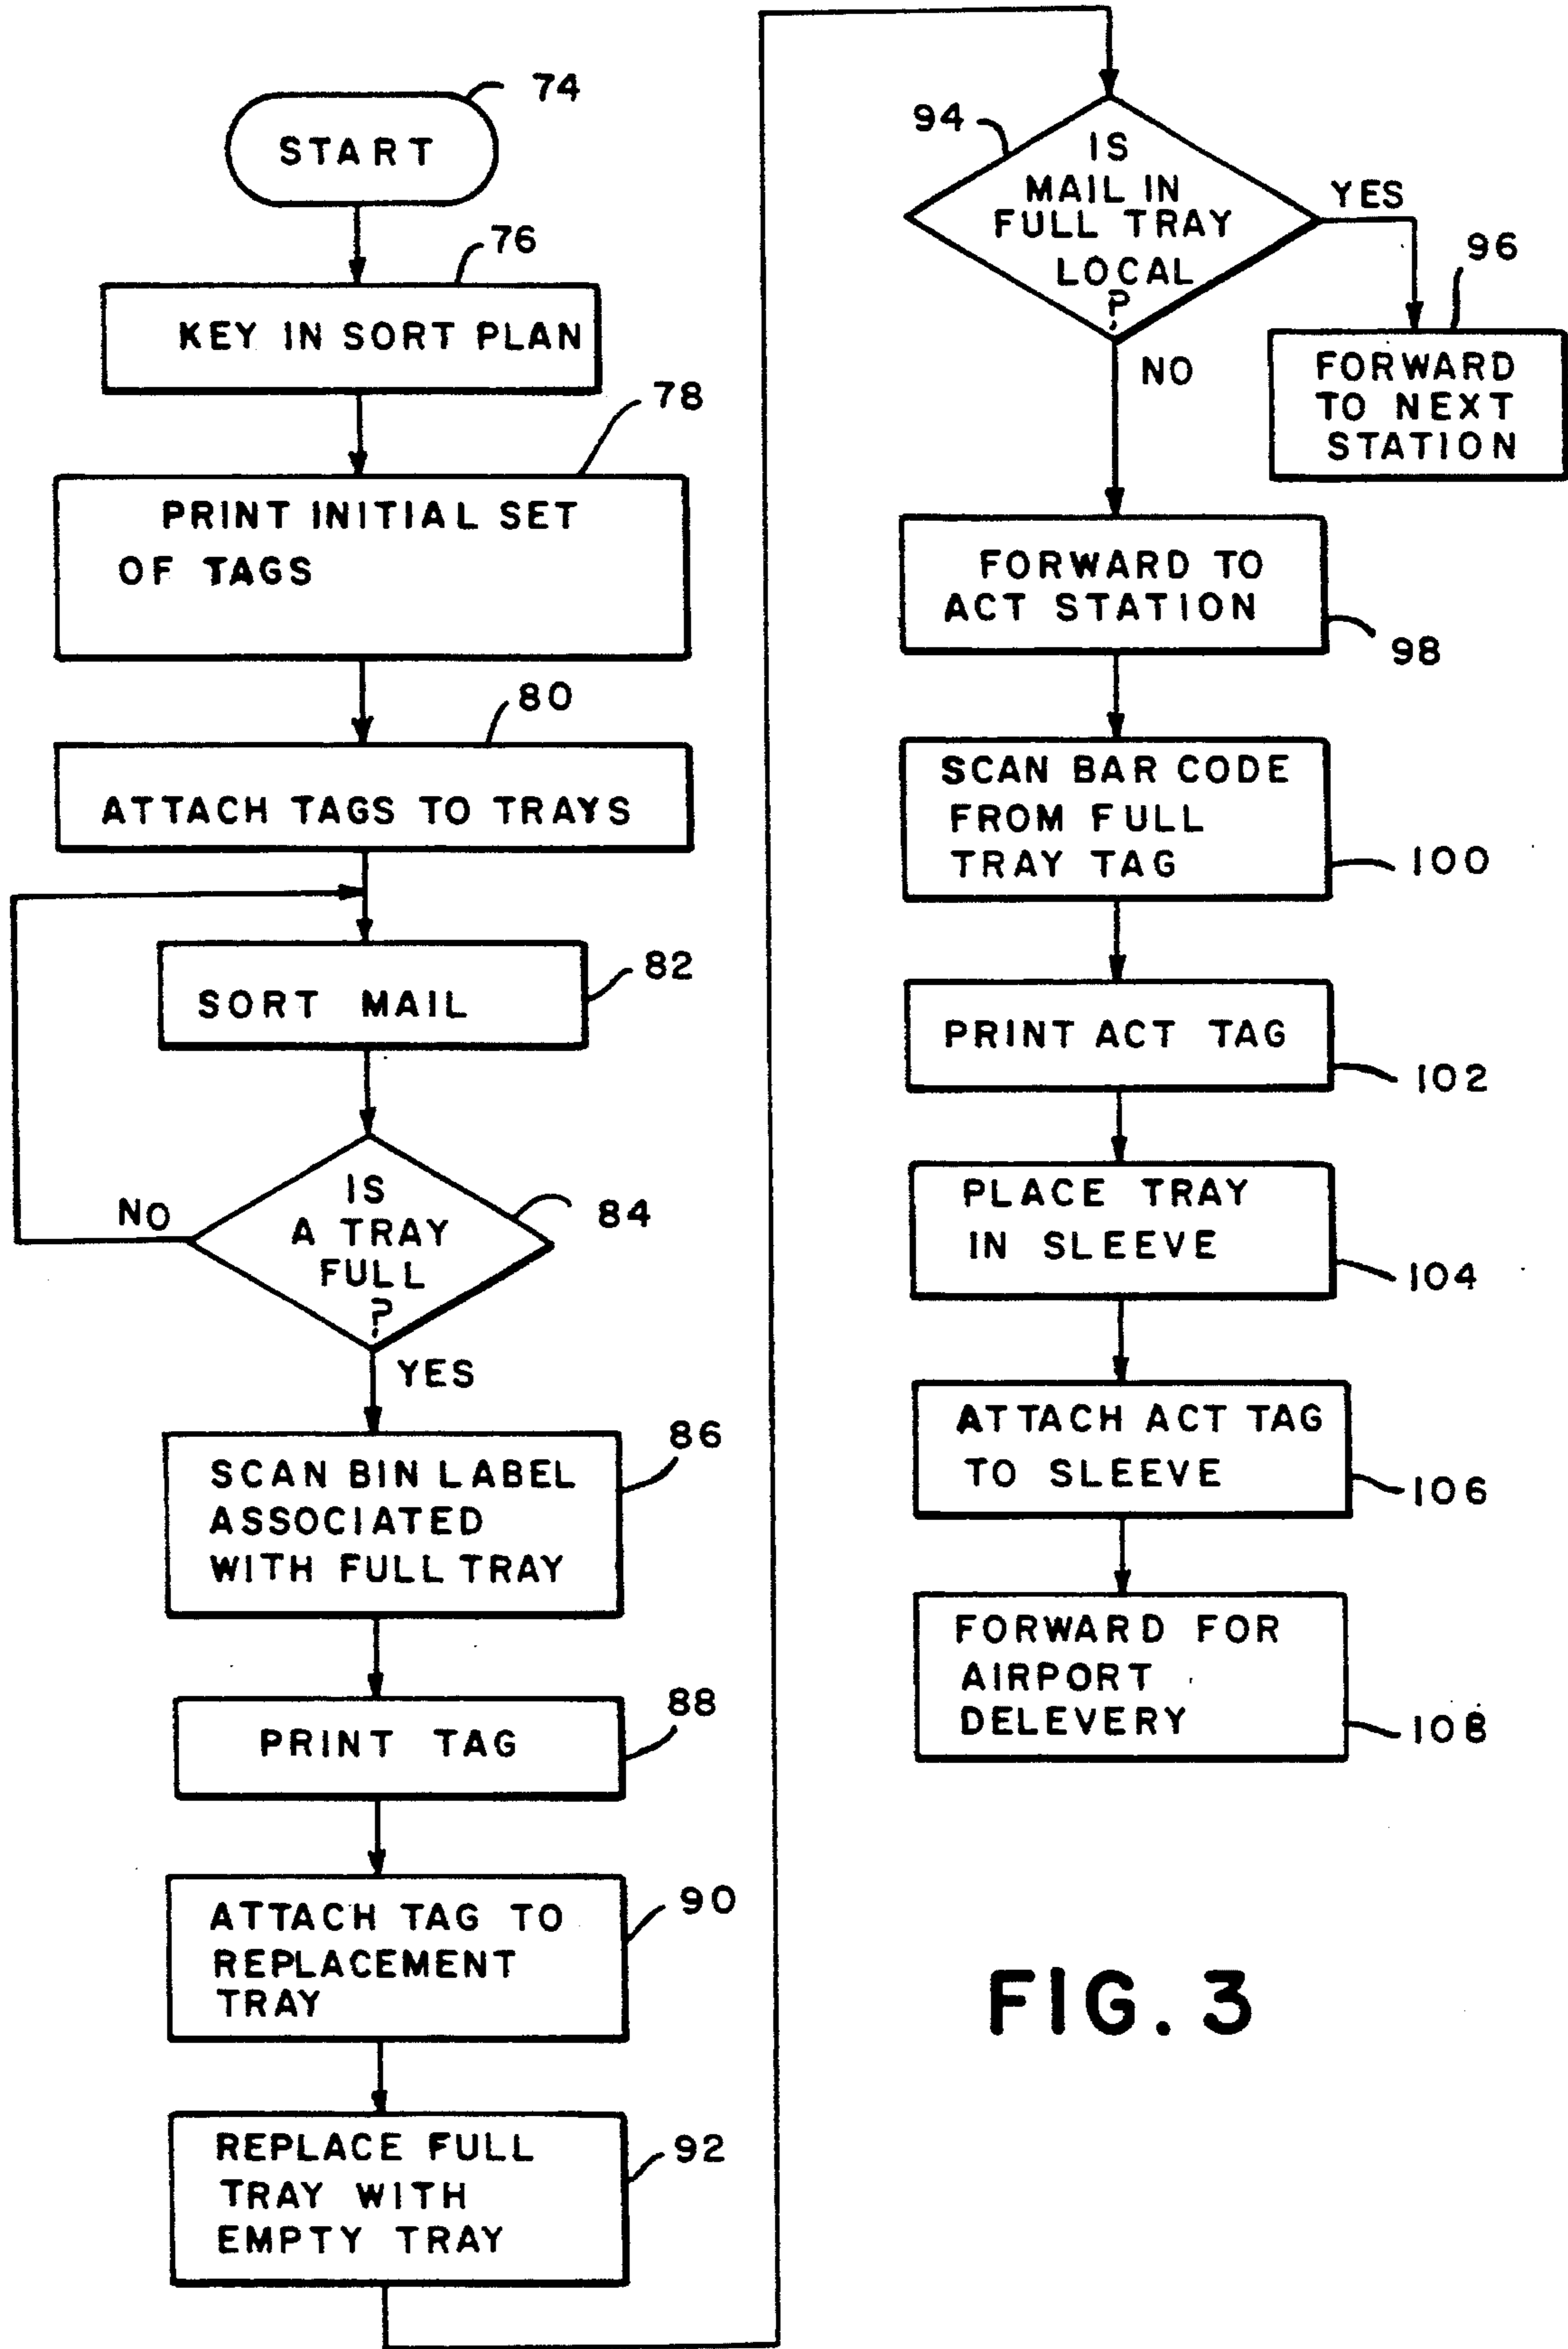 START
74
KEY IN SORT PLAN
76
PRINT INITIAL SET
OF TAGS
78
ATTACH TAGS TO TRAYS
80
SORT MAIL
82
IS
A TRAY
FULL
?
84
NO
YES
SCAN BIN LABEL
ASSOCIATED
WITH FULL TRAY
86
PRINT TAG
88
ATTACH TAG TO
REPLACEMENT
TRAY
90
REPLACE FULL
TRAY WITH
EMPTY TRAY
92
94
IS
MAIL IN
FULL TRAY
LOCAL
?
YES
NO
96
FORWARD
TO NEXT
STATION
FORWARD TO
ACT STATION
98
SCAN BAR CODE
FROM FULL
TRAY TAG
100
PRINT ACT TAG
102
PLACE TRAY
IN SLEEVE
104
ATTACH ACT TAG
TO SLEEVE
106
FORWARD FOR
AIRPORT
DELEVERY
108
FIG. 3